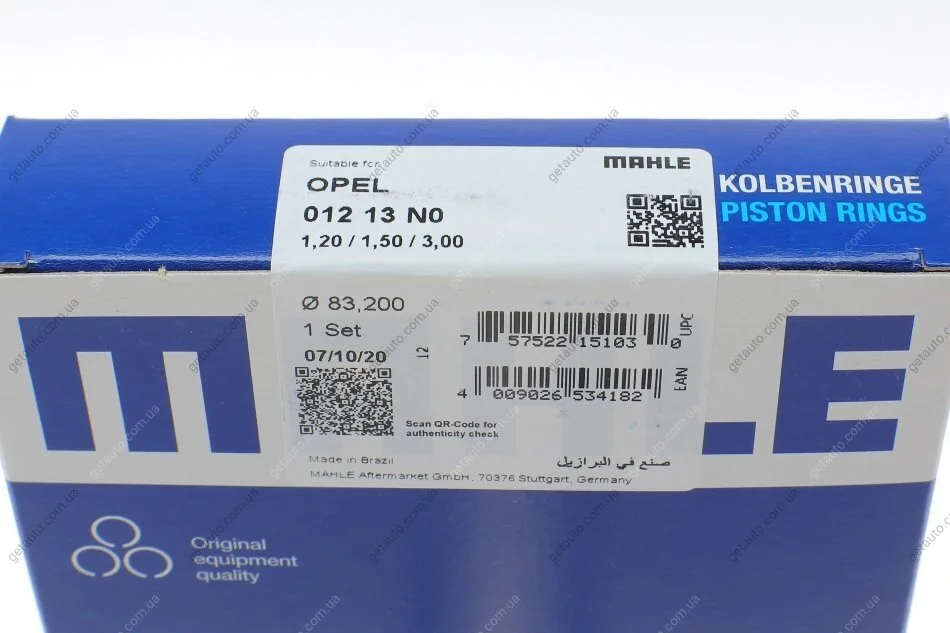 Suitable for
OPEL
012 13 N0
1,20 / 1,50 / 3,00
MAHLE
KOLBENRINGE
PISTON RINGS
Ø 83,200
1 Set
07/10/20
12
7 57522 15103 0
UPC
4 009026 534182
EAN
Scan QR-Code for
authenticity check
Made in Brazil
صنع في البرازيل
MAHLE Aftermarket GmbH, 70376 Stuttgart, Germany
Original
equipment
quality
getauto.com.ua